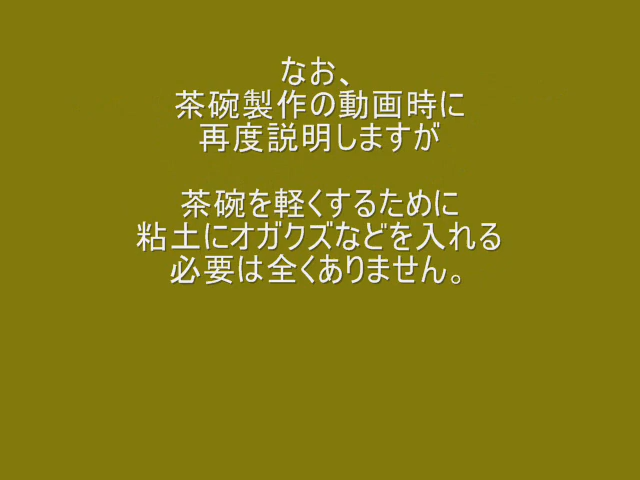 なお、
茶碗製作の動画時に
再度説明しますが
茶碗を軽くするために
粘土にオガクズなどを入れる
必要は全くありません。